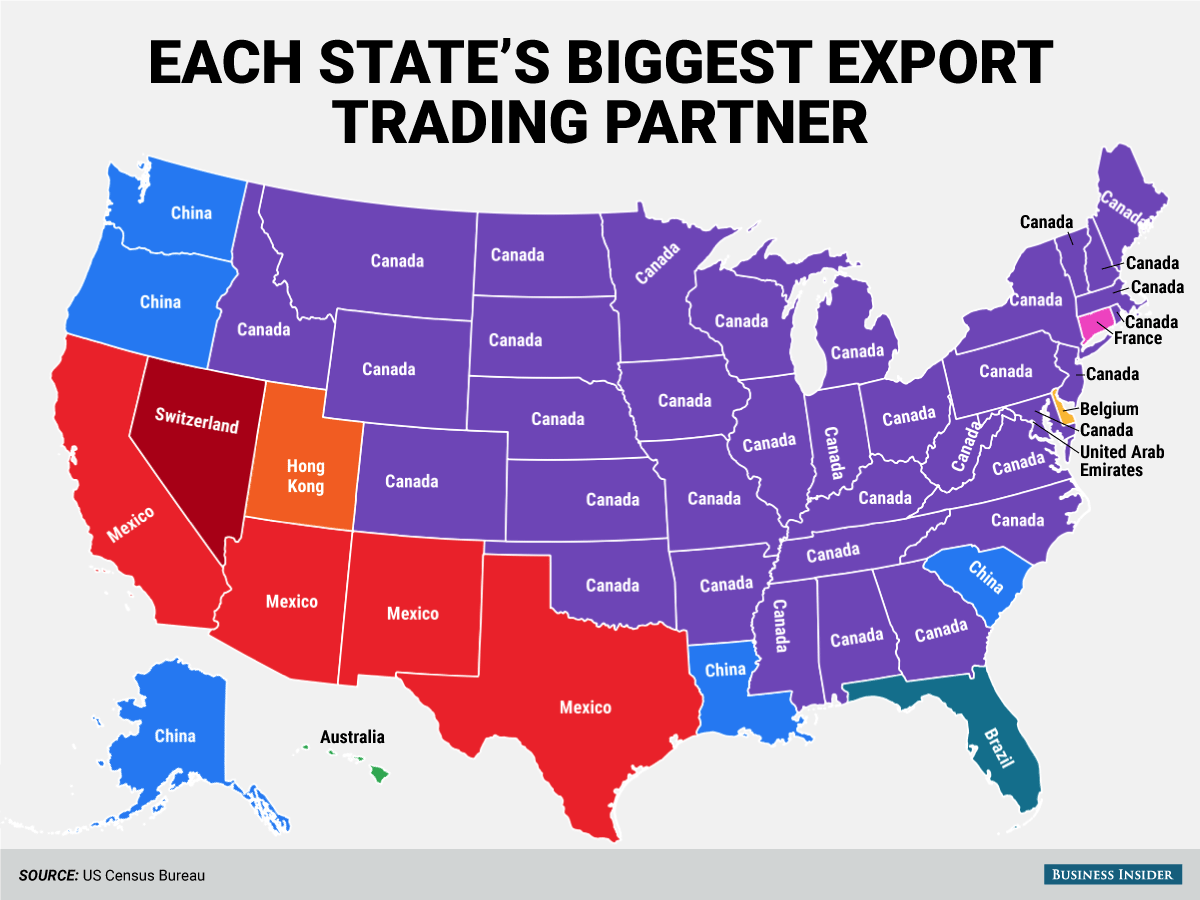 EACH STATE’S BIGGEST EXPORT
TRADING PARTNER
China
China
Canada
Canada
Canada
Canada
Canada
Canada
Canada
Canada
Canada
Canada
Canada
Canada
Canada
Canada
France
Canada
Canada
Canada
Canada
Belgium
Canada
United Arab
Emirates
Switzerland
Hong
Kong
Canada
Canada
Canada
Canada
Canada
Canada
Canada
Canada
Canada
Canada
Canada
Canada
Canada
Mexico
Mexico
Mexico
Canada
Canada
Canada
China
China
Canada
Canada
Canada
Mexico
Brazil
China
Australia
SOURCE: US Census Bureau
BUSINESS INSIDER